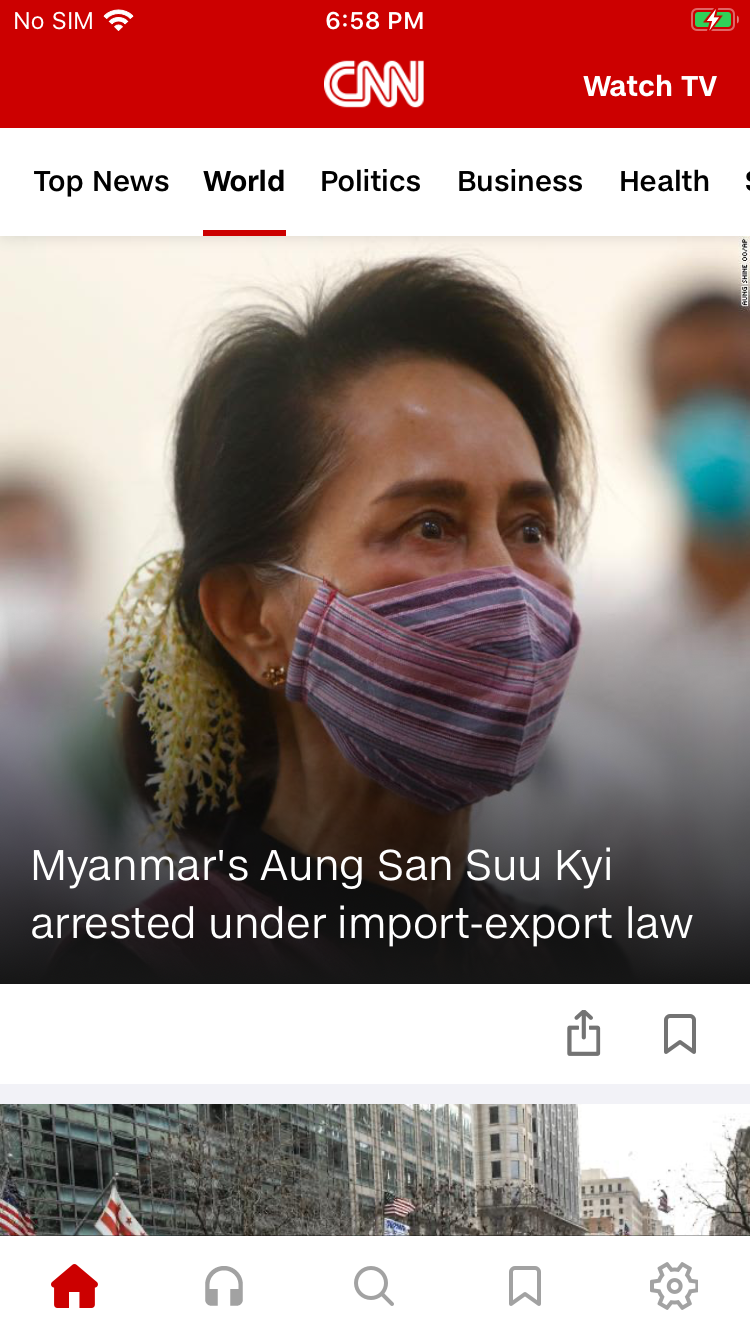 No SIM 6:58 PM
CNN Watch TV
Top News World Politics Business Health
AUNG SHINE OO/AP
Myanmar's Aung San Suu Kyi
arrested under import-export law